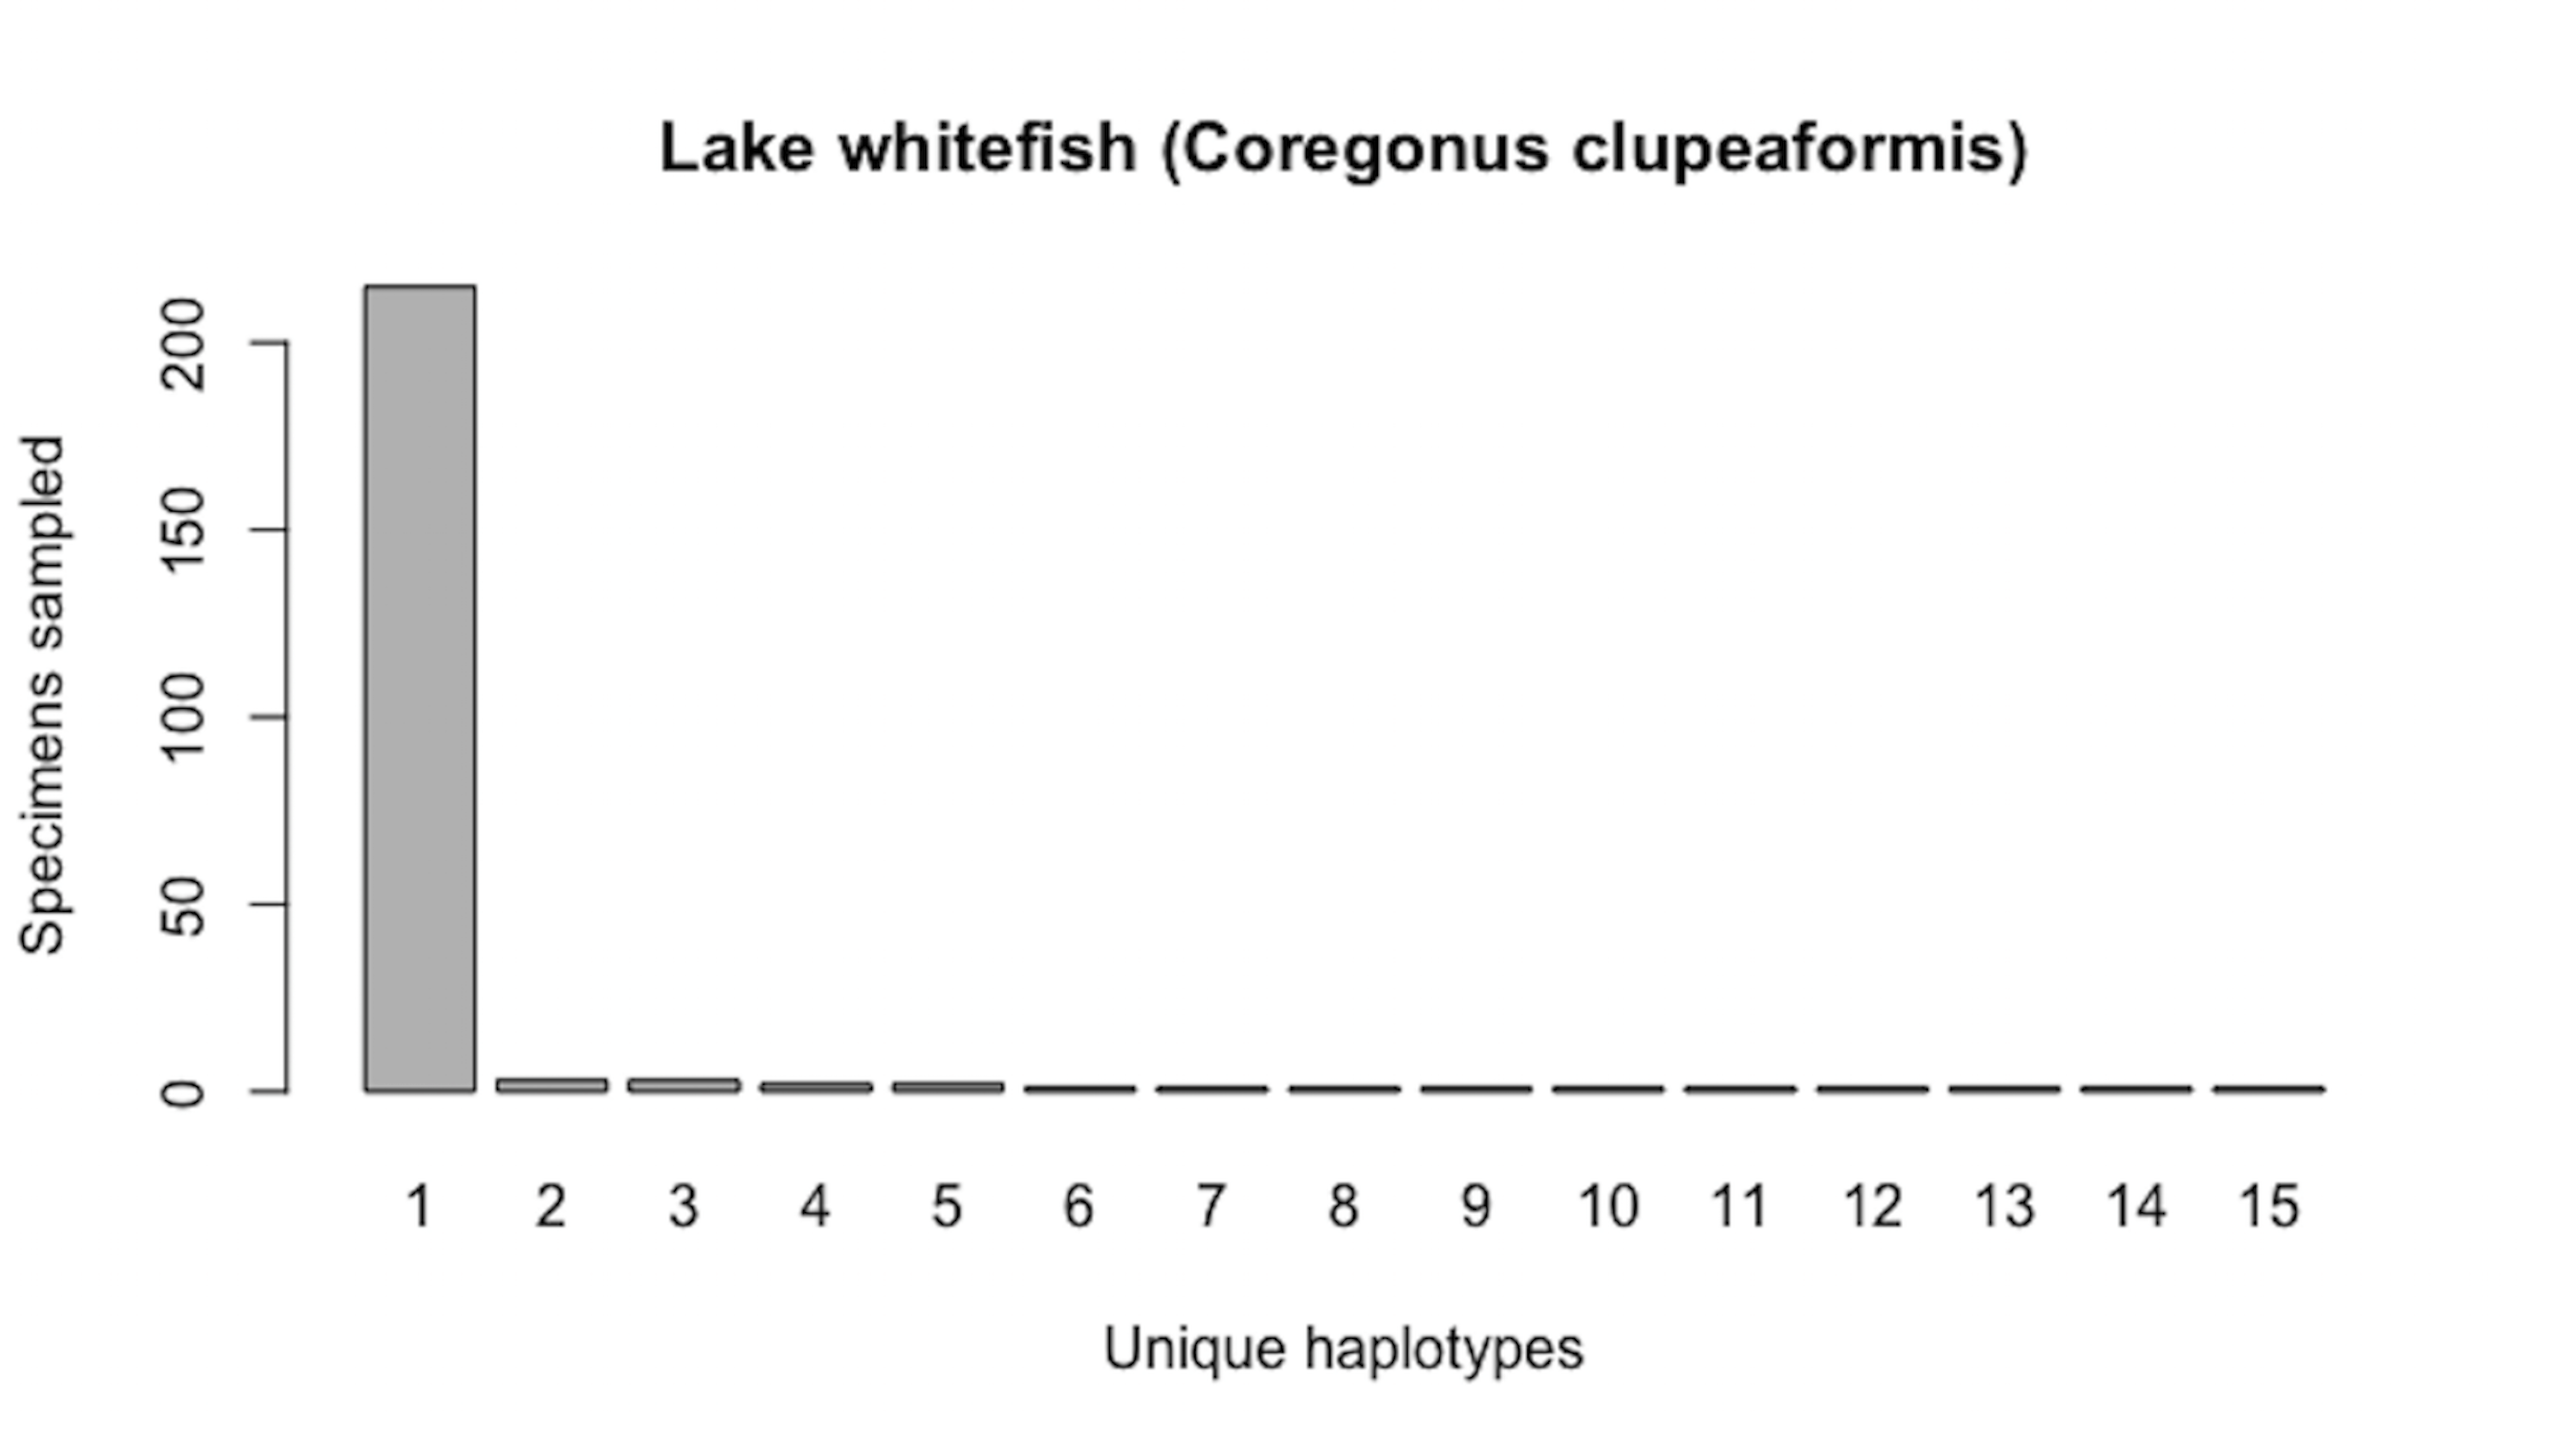 Lake whitefish (Coregonus clupeaformis)
Specimens sampled
200
150
100
50
0
1 2 3 4 5 6 7 8 9 10 11 12 13 14 15
Unique haplotypes